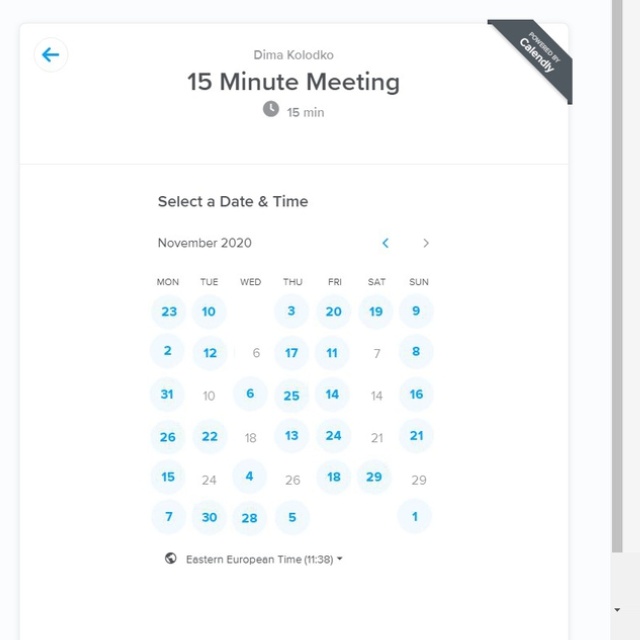 POWERED BY
Calendly
Dima Kolodko
15 Minute Meeting
15 min
Select a Date & Time
November 2020
MON TUE WED THU FRI SAT SUN
23 10 3 20 19 9
2 12 6 17 11 7 8
31 10 6 25 14 14 16
26 22 18 13 24 21 21
15 24 4 26 18 29 29
7 30 28 5 1
Eastern European Time (11:38)